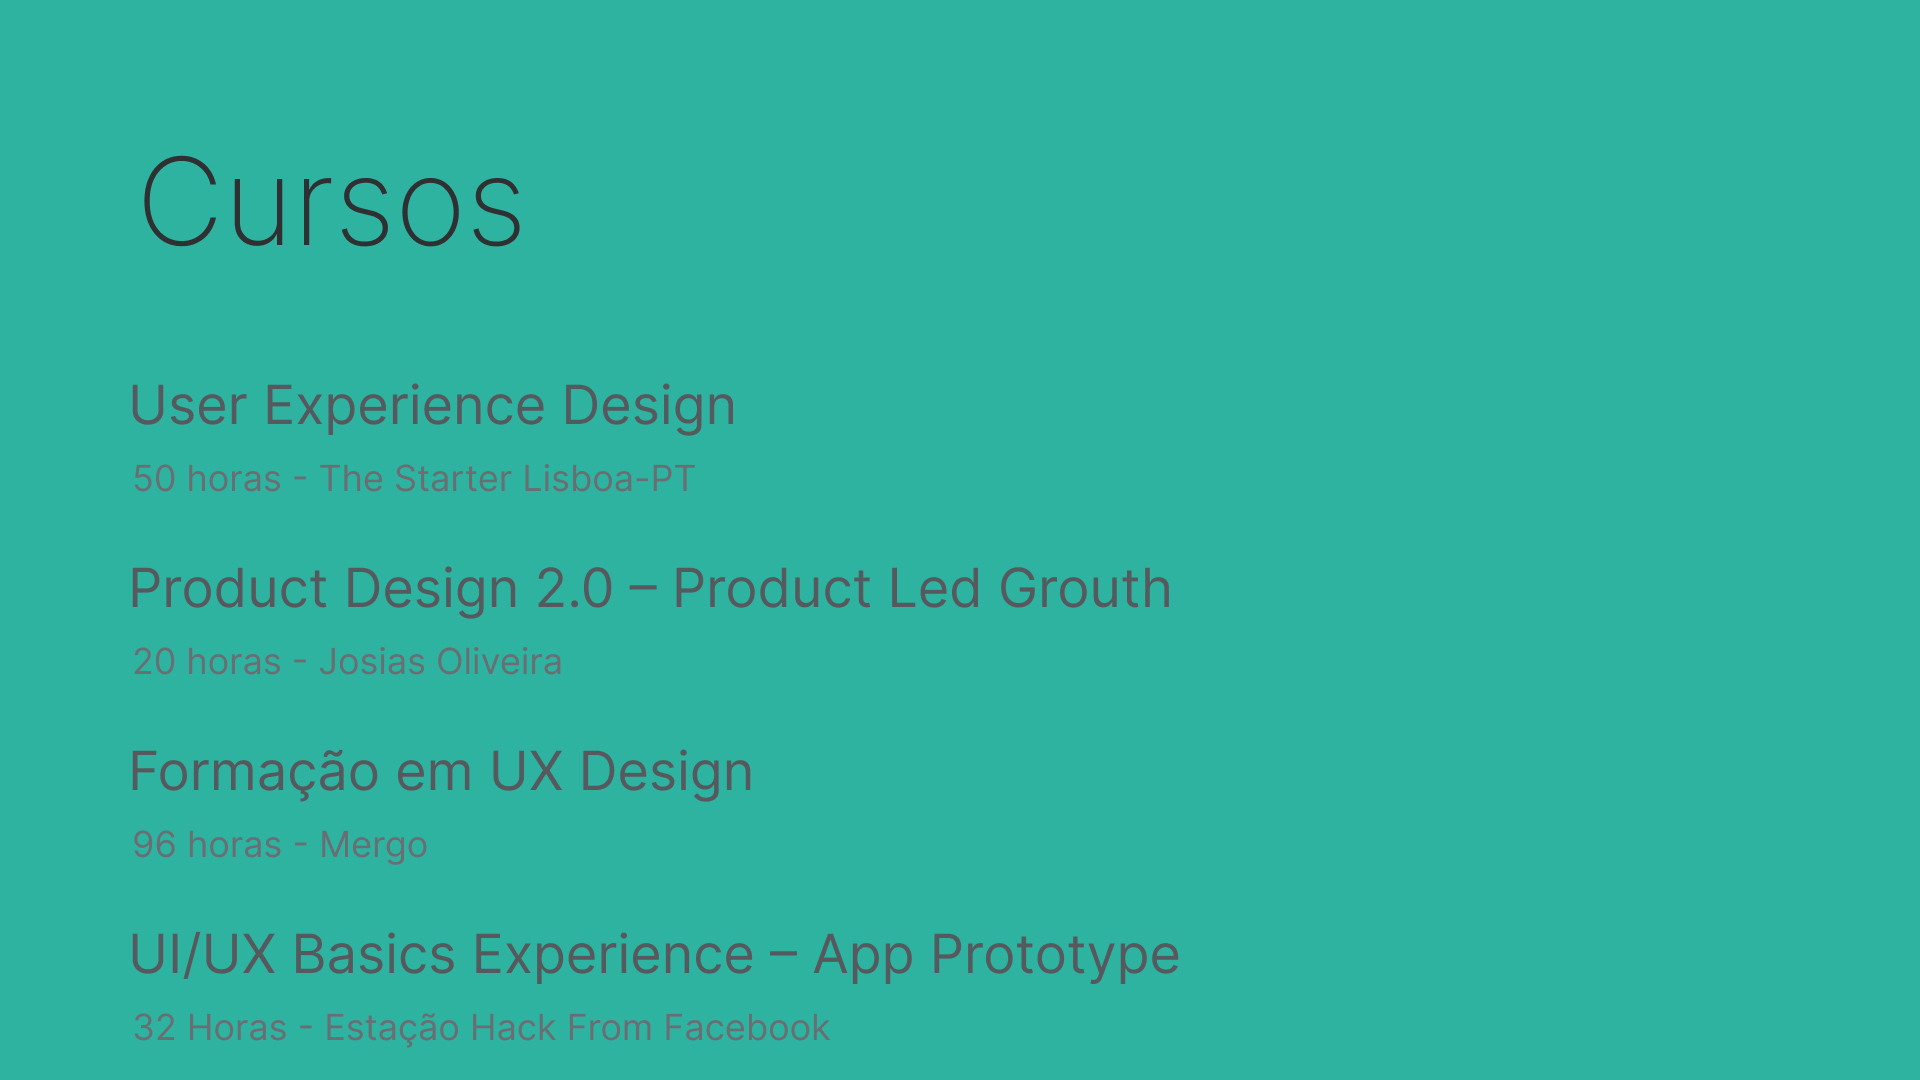 Cursos
User Experience Design
50 horas - The Starter Lisboa-PT
Product Design 2.0 – Product Led Grouth
20 horas - Josias Oliveira
Formação em UX Design
96 horas - Mergo
UI/UX Basics Experience – App Prototype
32 Horas - Estação Hack From Facebook